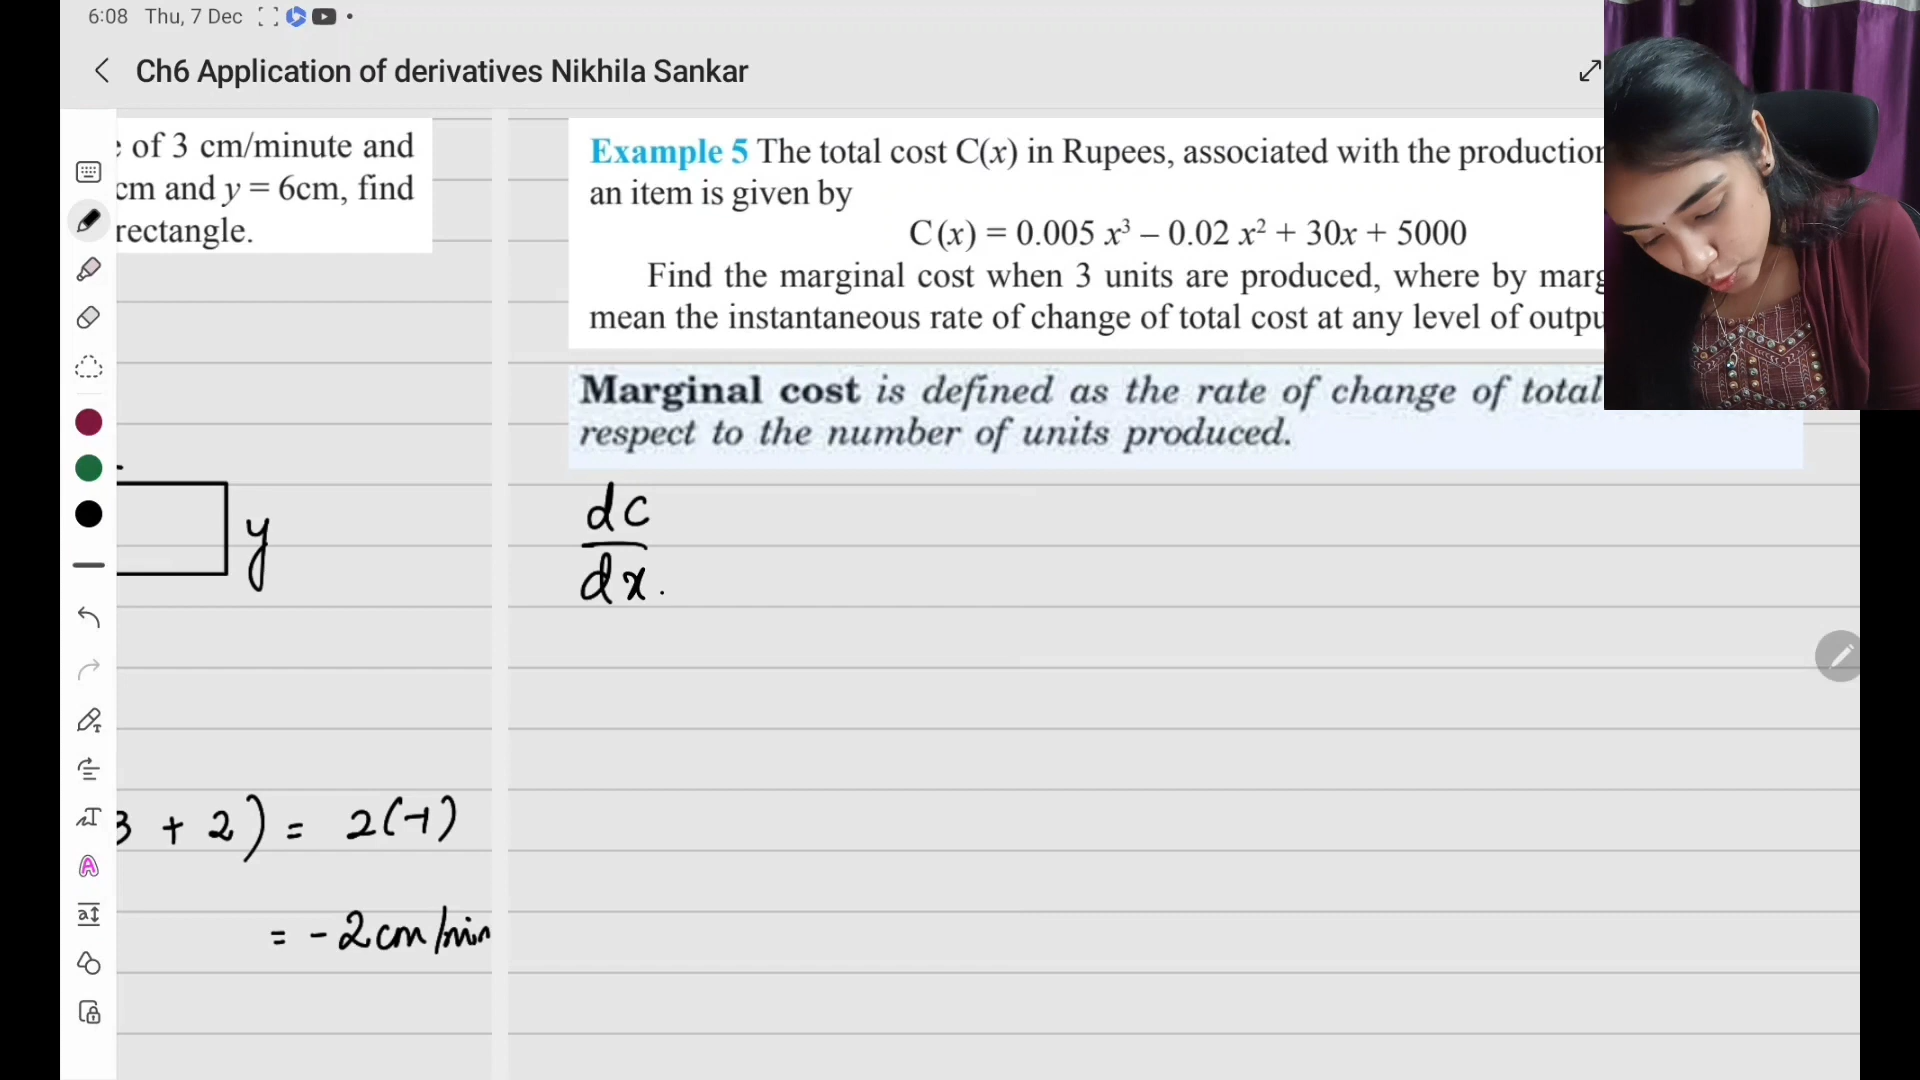 6:08 Thu, 7 Dec
Ch6 Application of derivatives Nikhila Sankar
of 3 cm/minute and
cm and y = 6cm, find
rectangle.
y
3 + 2) = 2(-1)
= -2cm/min
Example 5 The total cost C(x) in Rupees, associated with the production
an item is given by
C(x) = 0.005 x³ – 0.02 x² + 30x + 5000
Find the marginal cost when 3 units are produced, where by marg
mean the instantaneous rate of change of total cost at any level of outpu
Marginal cost is defined as the rate of change of total
respect to the number of units produced.
dc
dx.